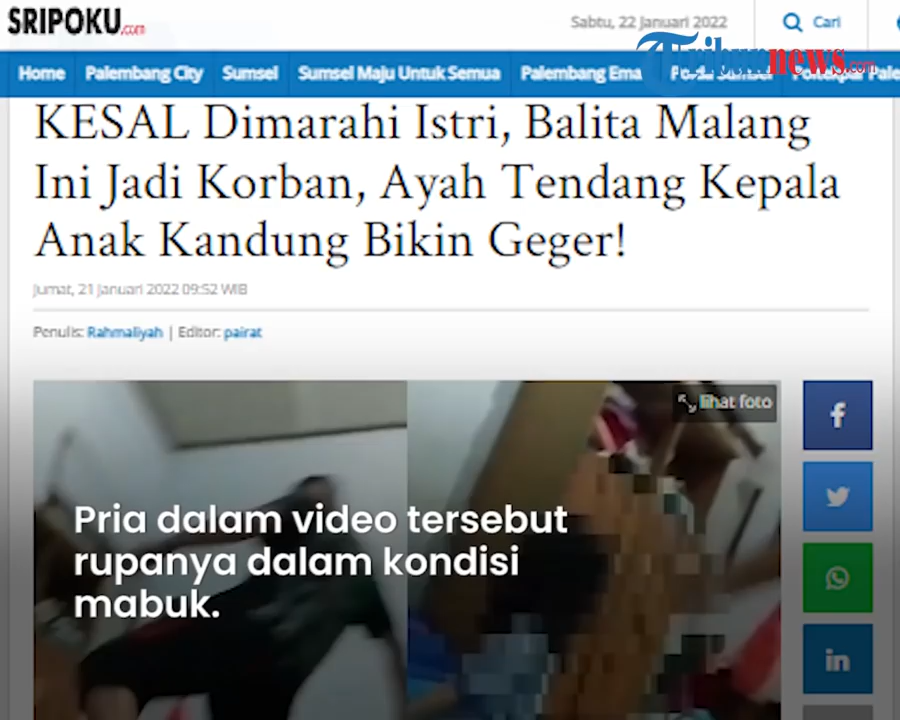 SRIPOKU.com
Sabtu, 22 Januari 2022
Cari
Tribunnews.com
Home Palembang City Sumsel Sumsel Maju Untuk Semua Palembang Ema
KESAL Dimarahi Istri, Balita Malang
Ini Jadi Korban, Ayah Tendang Kepala
Anak Kandung Bikin Geger!
Jumat, 21 Januari 2022 09:52 WIB
Penulis: Rahmaliyah | Editor: pairat
lihat foto
Pria dalam video tersebut
rupanya dalam kondisi
mabuk.